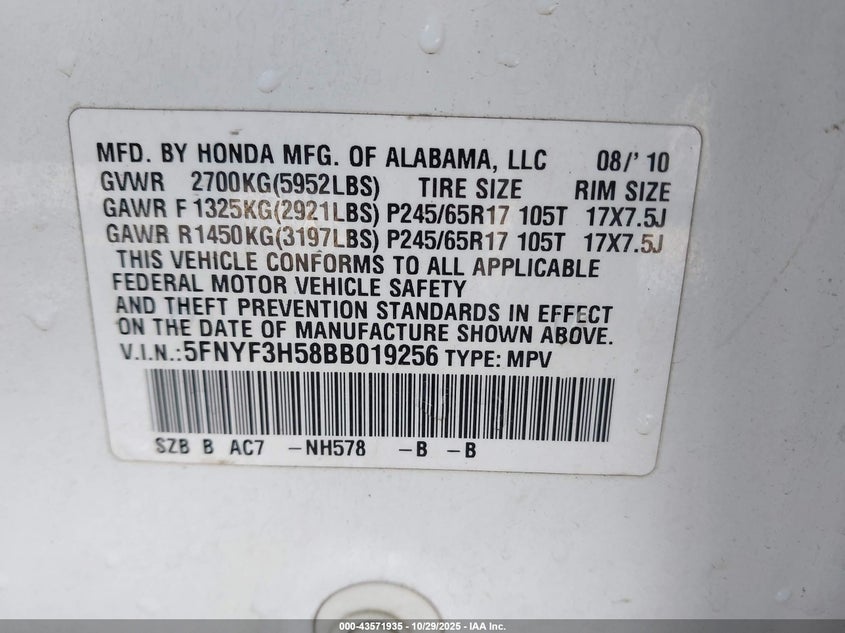 MFD. BY HONDA MFG. OF ALABAMA, LLC 08/' 10
GVWR 2700KG(5952LBS) TIRE SIZE RIM SIZE
GAWR F 1325KG(2921LBS) P245/65R17 105T 17X7.5J
GAWR R1450KG(3197LBS) P245/65R17 105T 17X7.5J
THIS VEHICLE CONFORMS TO ALL APPLICABLE
FEDERAL MOTOR VEHICLE SAFETY
AND THEFT PREVENTION STANDARDS IN EFFECT
ON THE DATE OF MANUFACTURE SHOWN ABOVE.
V.I.N.:5FNYF3H58BB019256 TYPE: MPV
SZB B AC7 -NH578 -B -B
000-43571935 - 10/29/2025 - IAA Inc.